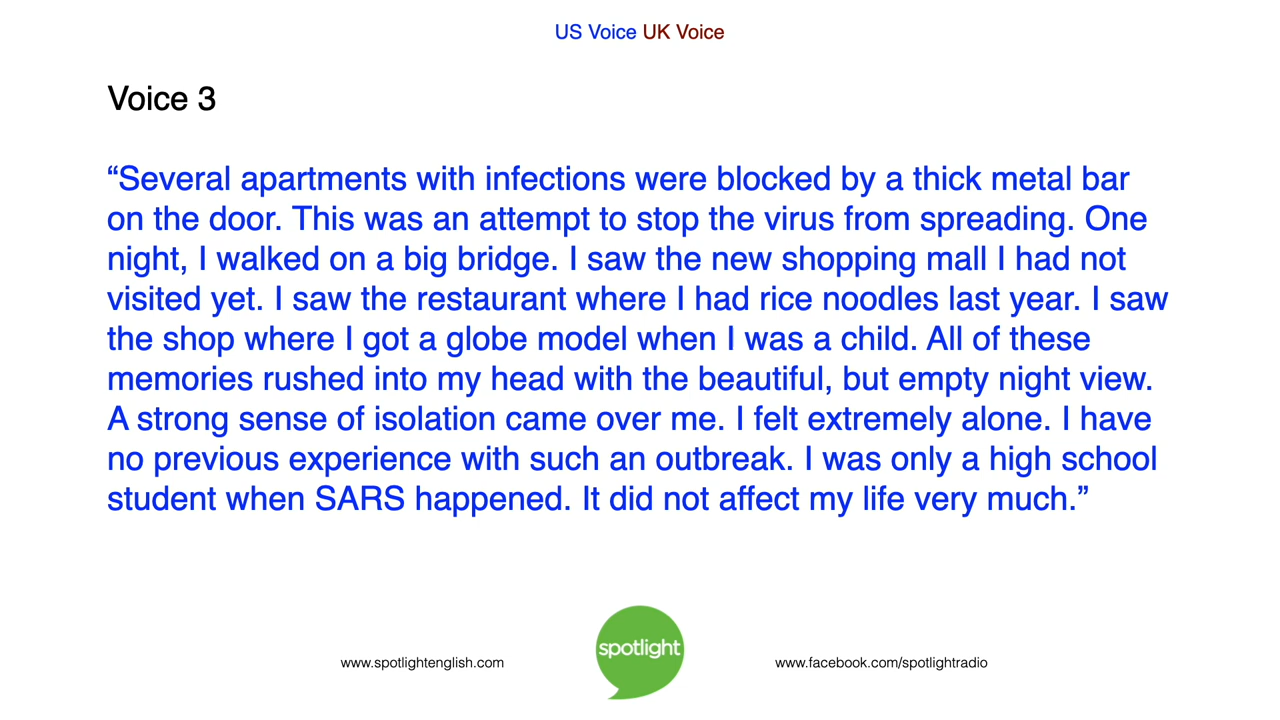 US Voice UK Voice
Voice 3
“Several apartments with infections were blocked by a thick metal bar
on the door. This was an attempt to stop the virus from spreading. One
night, I walked on a big bridge. I saw the new shopping mall I had not
visited yet. I saw the restaurant where I had rice noodles last year. I saw
the shop where I got a globe model when I was a child. All of these
memories rushed into my head with the beautiful, but empty night view.
A strong sense of isolation came over me. I felt extremely alone. I have
no previous experience with such an outbreak. I was only a high school
student when SARS happened. It did not affect my life very much.”
spotlight
www.spotlightenglish.com
www.facebook.com/spotlightradio